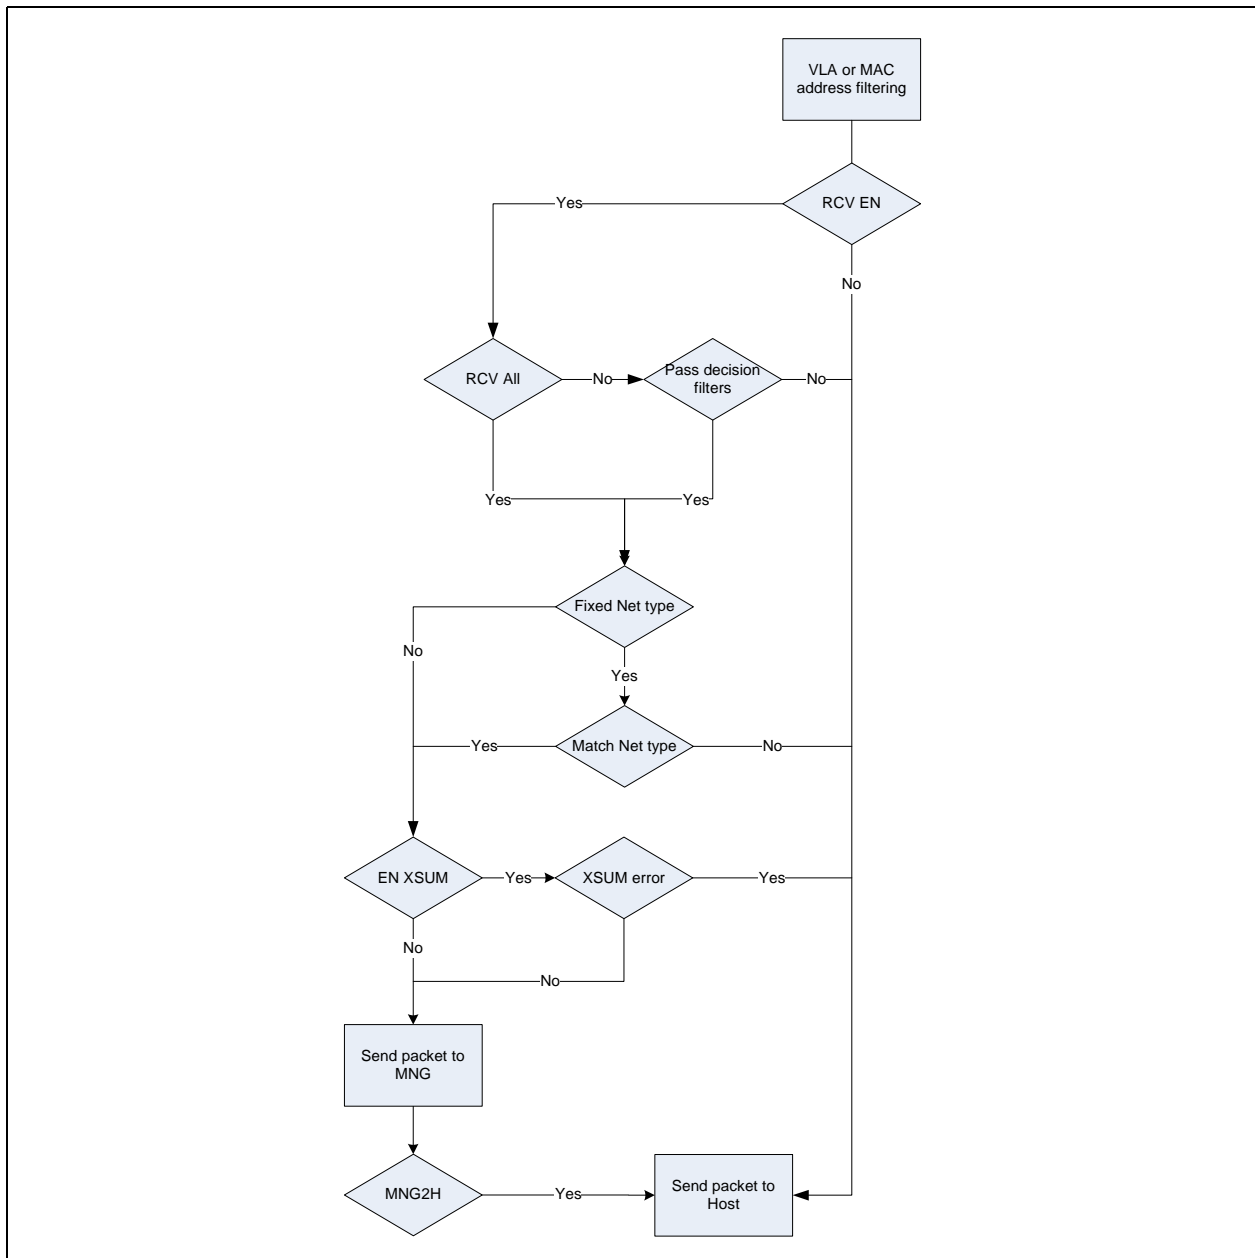 VLA or MAC
address filtering
RCV EN
Yes
No
RCV All
No
Pass decision
filters
No
Yes
Yes
Fixed Net type
No
Yes
Match Net type
Yes
No
EN XSUM
Yes
XSUM error
Yes
No
No
Send packet to
MNG
MNG2H
Yes
Send packet to
Host